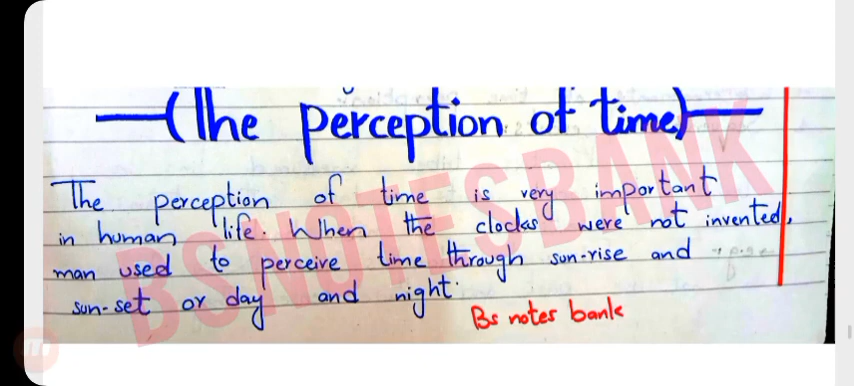 (The perception of time)
The perception of time is very important
in human life. When the clocks were not invented,
man used to perceive time through sun-rise and
sun-set or day and night.
Bs notes bank
BSNOTESBANK